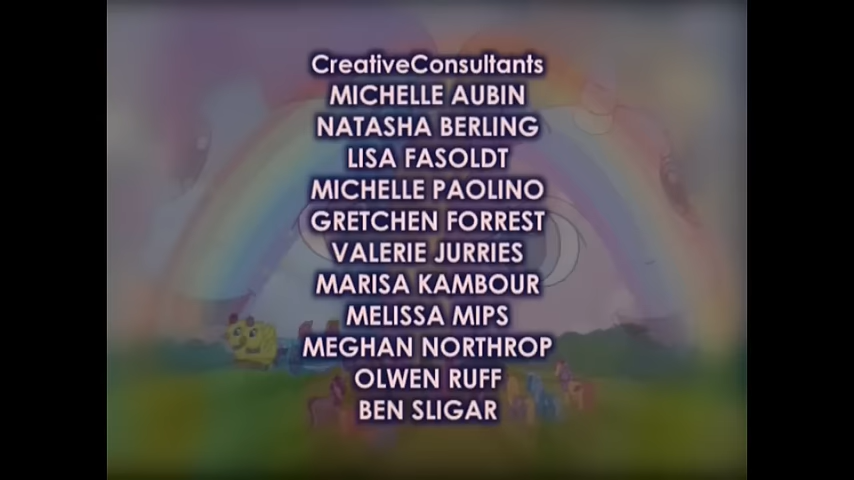 CreativeConsultants
MICHELLE AUBIN
NATASHA BERLING
LISA FASOLDT
MICHELLE PAOLINO
GRETCHEN FORREST
VALERIE JURRIES
MARISA KAMBOUR
MELISSA MIPS
MEGHAN NORTHROP
OLWEN RUFF
BEN SLIGAR